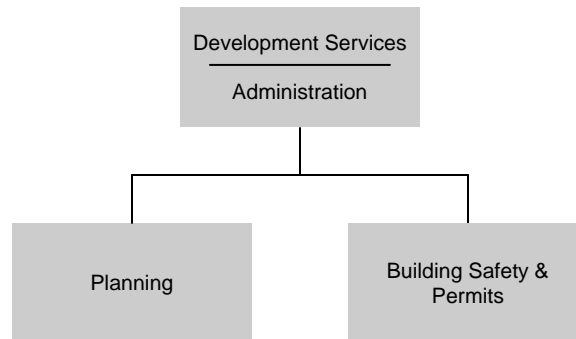 Development Services
Administration
Planning
Building Safety &
Permits